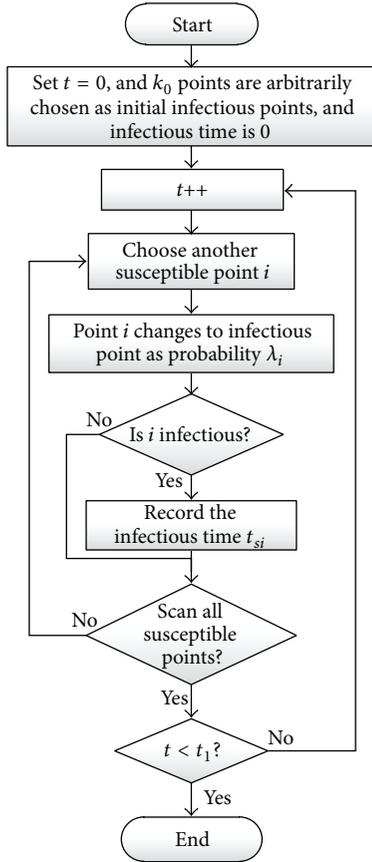 Start
Set t = 0, and k₀ points are arbitrarily
chosen as initial infectious points, and
infectious time is 0
t++
Choose another
susceptible point i
Point i changes to infectious
point as probability λᵢ
No
Is i infectious?
Yes
Record the
infectious time tₛᵢ
No
Scan all
susceptible
points?
Yes
t < t₁?
No
Yes
End